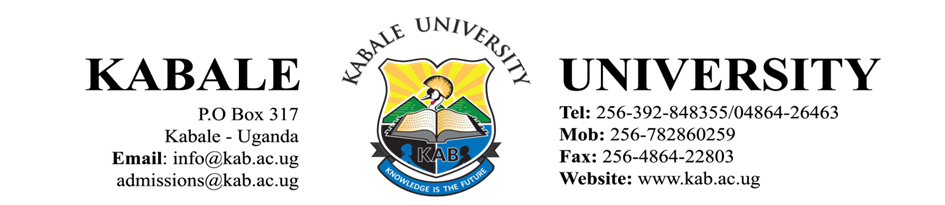 KABALE
P.O Box 317
Kabale - Uganda
Email: info@kab.ac.ug
admissions@kab.ac.ug
KABALE UNIVERSITY
KAB
KNOWLEDGE IS THE FUTURE
UNIVERSITY
Tel: 256-392-848355/04864-26463
Mob: 256-782860259
Fax: 256-4864-22803
Website: www.kab.ac.ug